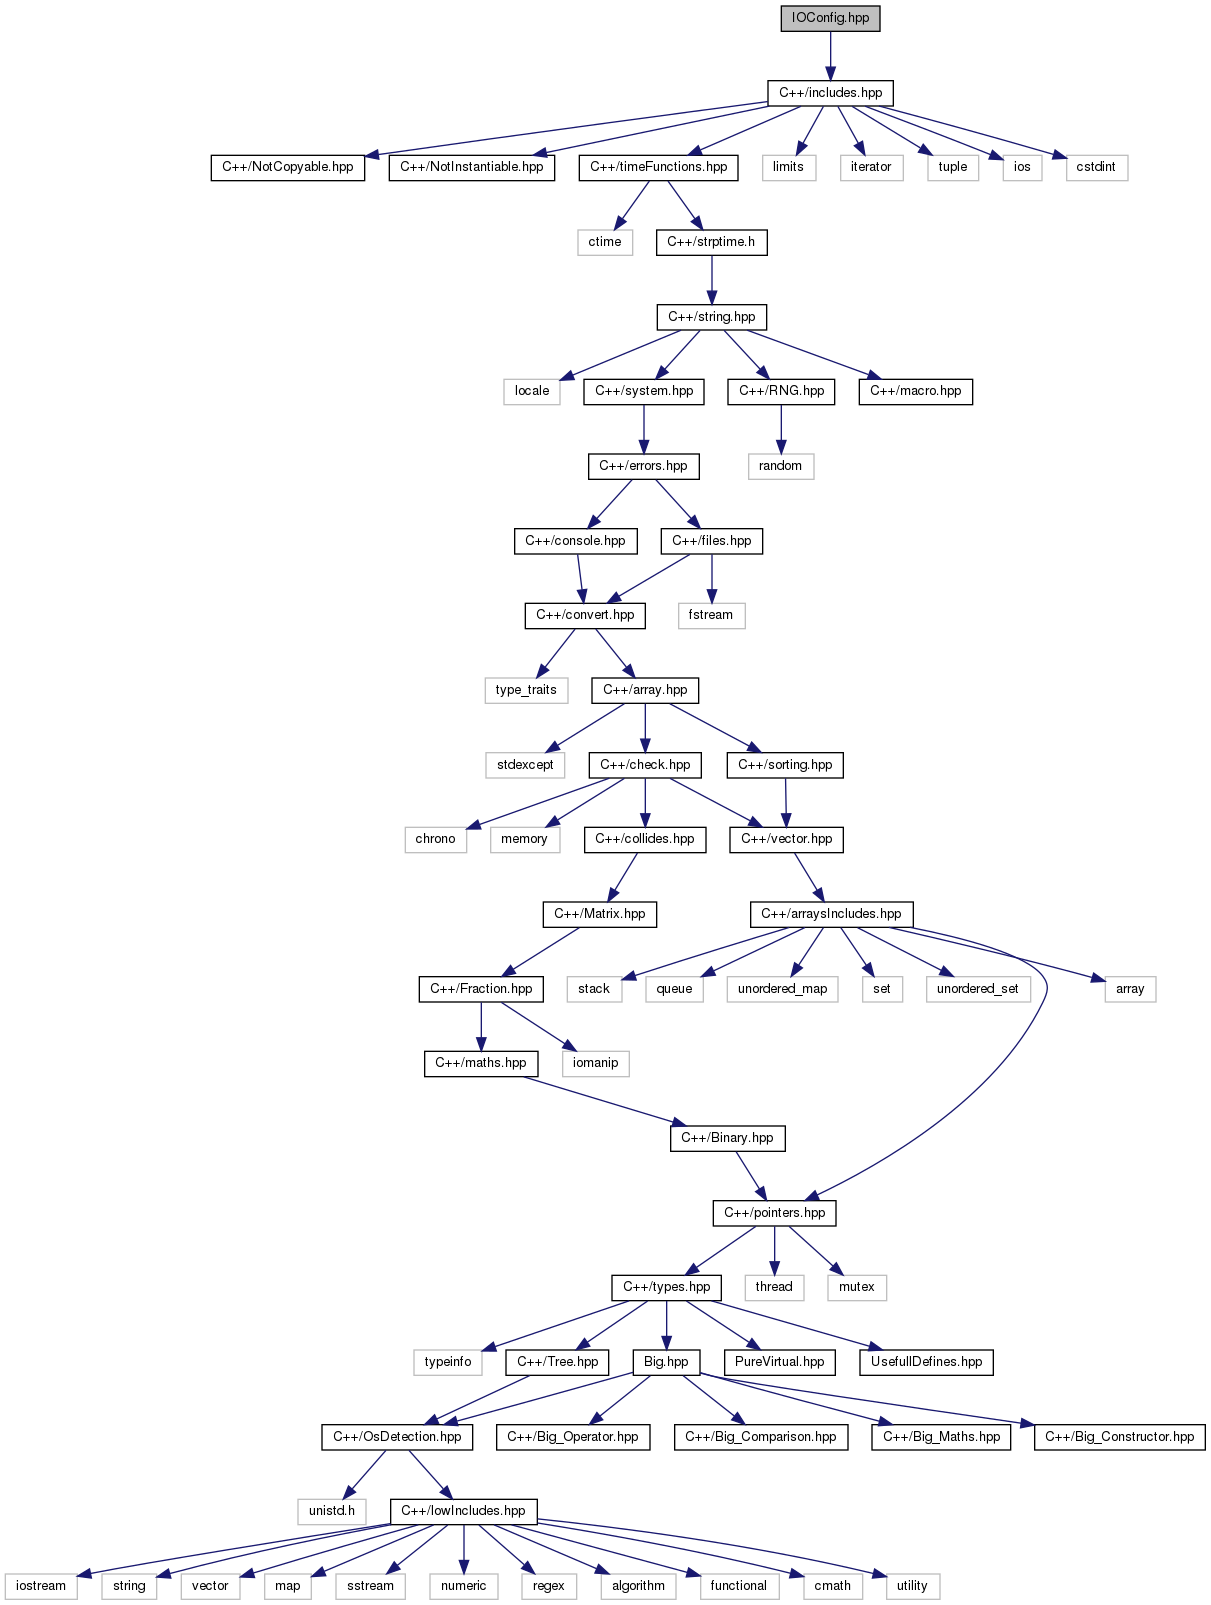 IOConfig.hpp
C++/includes.hpp
C++/NotCopyable.hpp
C++/NotInstantiable.hpp
C++/timeFunctions.hpp
limits
iterator
tuple
ios
cstdint
ctime
C++/strptime.h
C++/string.hpp
locale
C++/system.hpp
C++/RNG.hpp
C++/macro.hpp
C++/errors.hpp
random
C++/console.hpp
C++/files.hpp
C++/convert.hpp
fstream
type_traits
C++/array.hpp
stdexcept
C++/check.hpp
C++/sorting.hpp
chrono
memory
C++/collides.hpp
C++/vector.hpp
C++/Matrix.hpp
C++/arraysIncludes.hpp
C++/Fraction.hpp
stack
queue
unordered_map
set
unordered_set
array
C++/maths.hpp
iomanip
C++/Binary.hpp
C++/pointers.hpp
C++/types.hpp
thread
mutex
typeinfo
C++/Tree.hpp
Big.hpp
PureVirtual.hpp
UsefullDefines.hpp
C++/OsDetection.hpp
C++/Big_Operator.hpp
C++/Big_Comparison.hpp
C++/Big_Maths.hpp
C++/Big_Constructor.hpp
unistd.h
C++/lowIncludes.hpp
iostream
string
vector
map
sstream
numeric
regex
algorithm
functional
cmath
utility